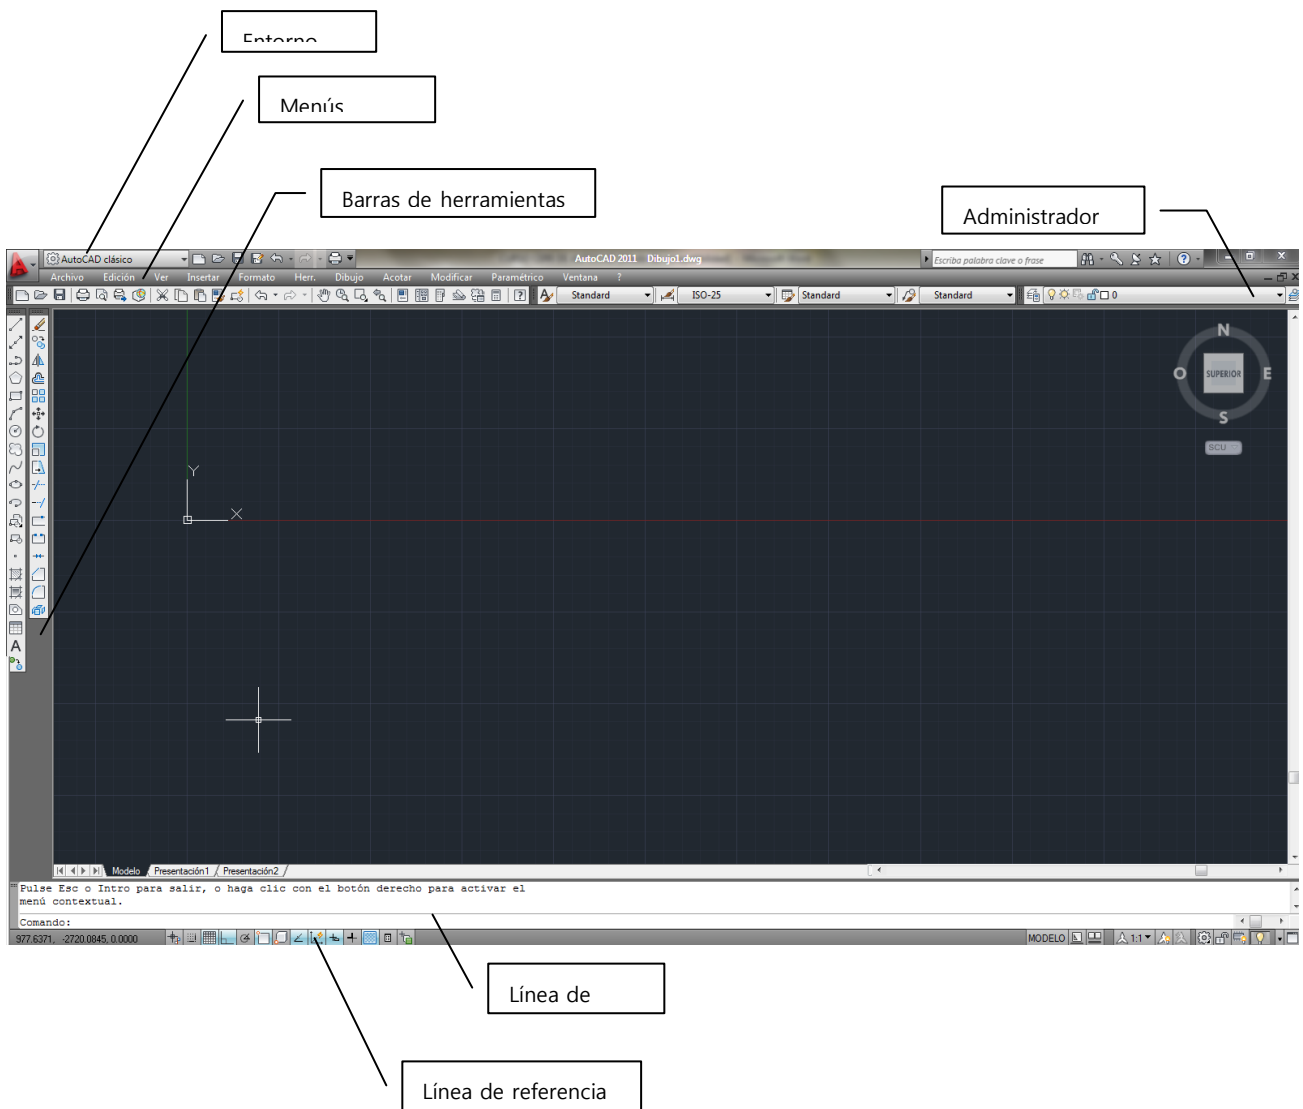 Entorno
Menús
Barras de herramientas
Administrador
AutoCAD clásico
AutoCAD 2011 Dibujo1.dwg
Escriba palabra clave o frase
Archivo Edición Ver Insertar Formato Herr. Dibujo Acotar Modificar Paramétrico Ventana ?
Standard ISO-25 Standard Standard 0
N
O SUPERIOR E
S
SCU
Y
X
A
Modelo Presentación1 Presentación2
Pulse Esc o Intro para salir, o haga clic con el botón derecho para activar el
menú contextual.
Comando:
977.6371, -2720.0845, 0.0000
MODELO 1:1
Línea de
Línea de referencia